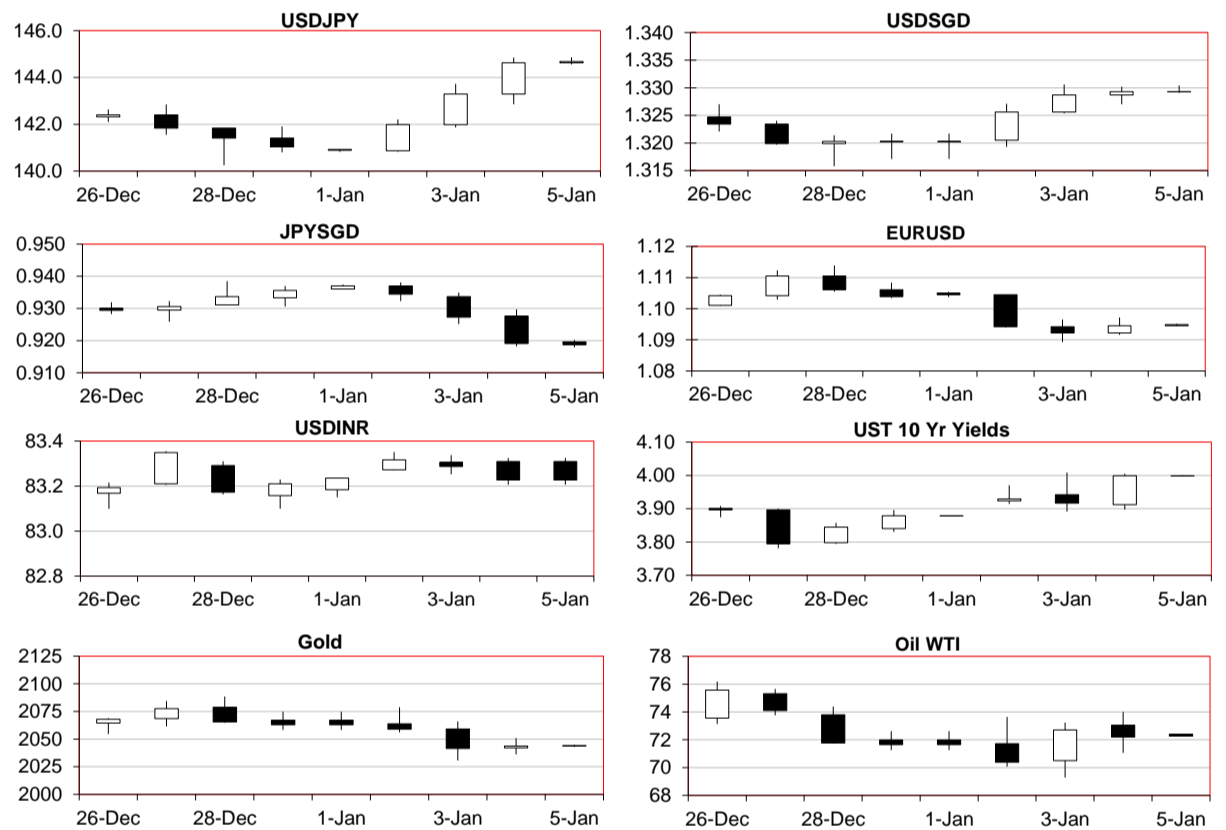 USDJPY
146.0
144.0
142.0
140.0
26-Dec 28-Dec 1-Jan 3-Jan 5-Jan
USDSGD
1.340
1.335
1.330
1.325
1.320
1.315
26-Dec 28-Dec 1-Jan 3-Jan 5-Jan
JPYSGD
0.950
0.940
0.930
0.920
0.910
26-Dec 28-Dec 1-Jan 3-Jan 5-Jan
EURUSD
1.12
1.11
1.10
1.09
1.08
26-Dec 28-Dec 1-Jan 3-Jan 5-Jan
USDINR
83.4
83.2
83.0
82.8
26-Dec 28-Dec 1-Jan 3-Jan 5-Jan
UST 10 Yr Yields
4.10
4.00
3.90
3.80
3.70
26-Dec 28-Dec 1-Jan 3-Jan 5-Jan
Gold
2125
2100
2075
2050
2025
2000
26-Dec 28-Dec 1-Jan 3-Jan 5-Jan
Oil WTI
78
76
74
72
70
68
26-Dec 28-Dec 1-Jan 3-Jan 5-Jan